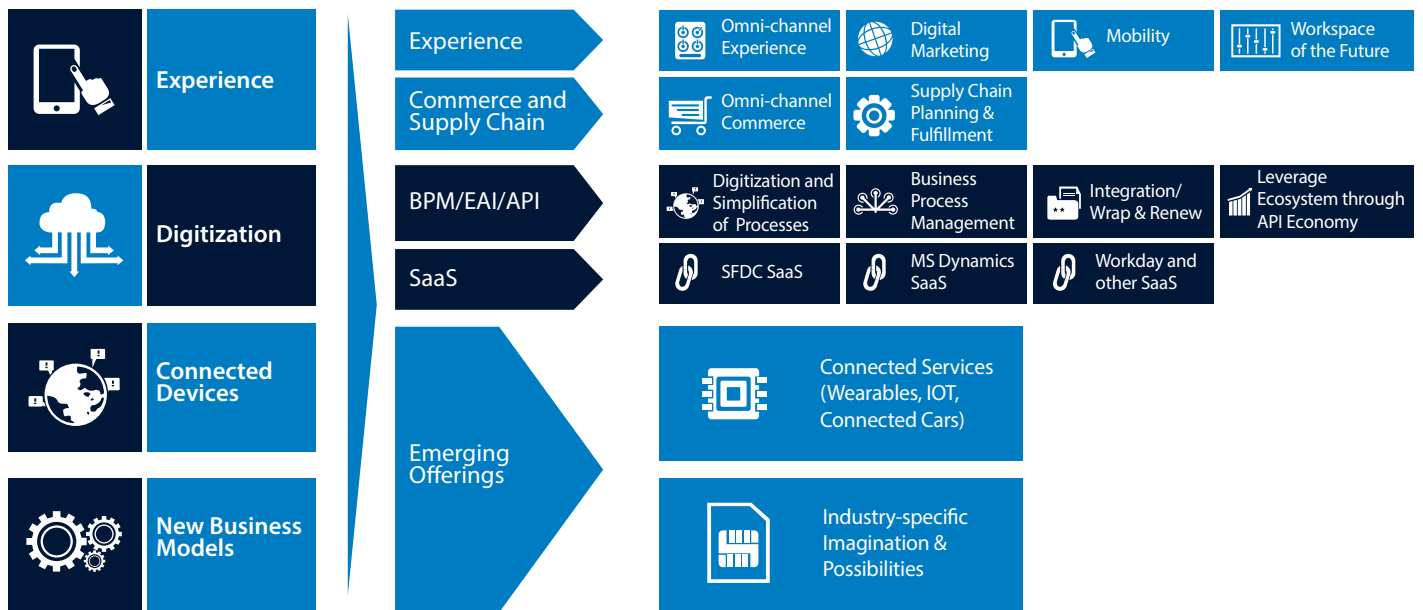 Experience
Digitization
Connected
Devices
New Business
Models
Experience
Commerce and
Supply Chain
BPM/EAI/API
SaaS
Emerging
Offerings
Omni-channel
Experience
Digital
Marketing
Mobility
Workspace
of the Future
Omni-channel
Commerce
Supply Chain
Planning &
Fulfillment
Digitization and
Simplification
of Processes
Business
Process
Management
Integration/
Wrap & Renew
Leverage
Ecosystem through
API Economy
SFDC SaaS
MS Dynamics
SaaS
Workday and
other SaaS
Connected Services
(Wearables, IOT,
Connected Cars)
Industry-specific
Imagination &
Possibilities